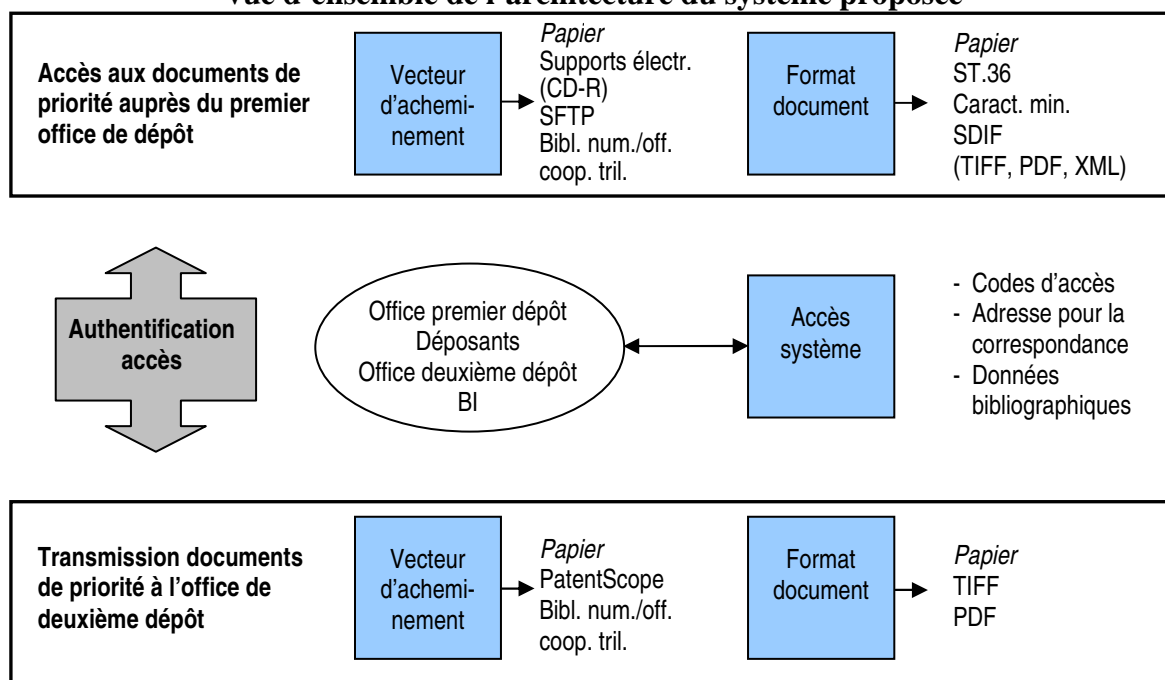 Vue d'ensemble de l'architecture du système proposée
Accès aux documents de
priorité auprès du premier
office de dépôt
Vecteur
d'achemi-
nement
Papier
Supports électr.
(CD-R)
SFTP
Bibl. num./off.
coop. tril.
Format
document
Papier
ST.36
Caract. min.
SDIF
(TIFF, PDF, XML)
Authentification
accès
Office premier dépôt
Déposants
Office deuxième dépôt
BI
Accès
système
- Codes d'accès
- Adresse pour la
correspondance
- Données
bibliographiques
Transmission documents
de priorité à l'office de
deuxième dépôt
Vecteur
d'achemi-
nement
Papier
PatentScope
Bibl. num./off.
coop. tril.
Format
document
Papier
TIFF
PDF